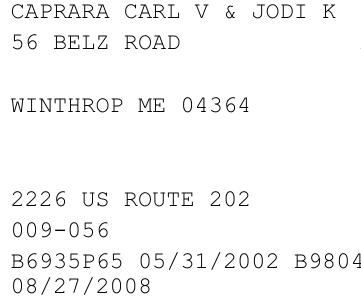 CAPRARA CARL V & JODI K
56 BELZ ROAD
WINTHROP ME 04364
2226 US ROUTE 202
009-056
B6935P65 05/31/2002 B9804
08/27/2008